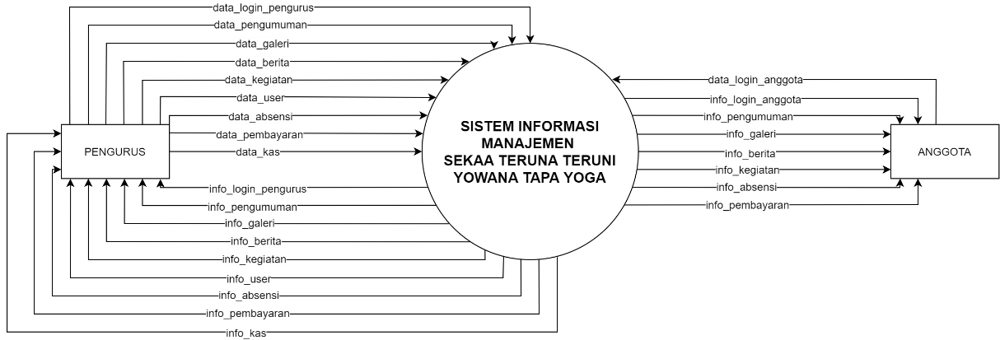 data_login_pengurus
data_pengumuman
data_galeri
data_berita
data_kegiatan
data_user
data_absensi
data_pembayaran
data_kas
PENGURUS
info_login_pengurus
info_pengumuman
info_galeri
info_berita
info_kegiatan
info_user
info_absensi
info_pembayaran
info_kas
SISTEM INFORMASI
MANAJEMEN
SEKAA TERUNA TERUNI
YOWANA TAPA YOGA
data_login_anggota
info_login_anggota
info_pengumuman
info_galeri
info_berita
info_kegiatan
info_absensi
info_pembayaran
ANGGOTA